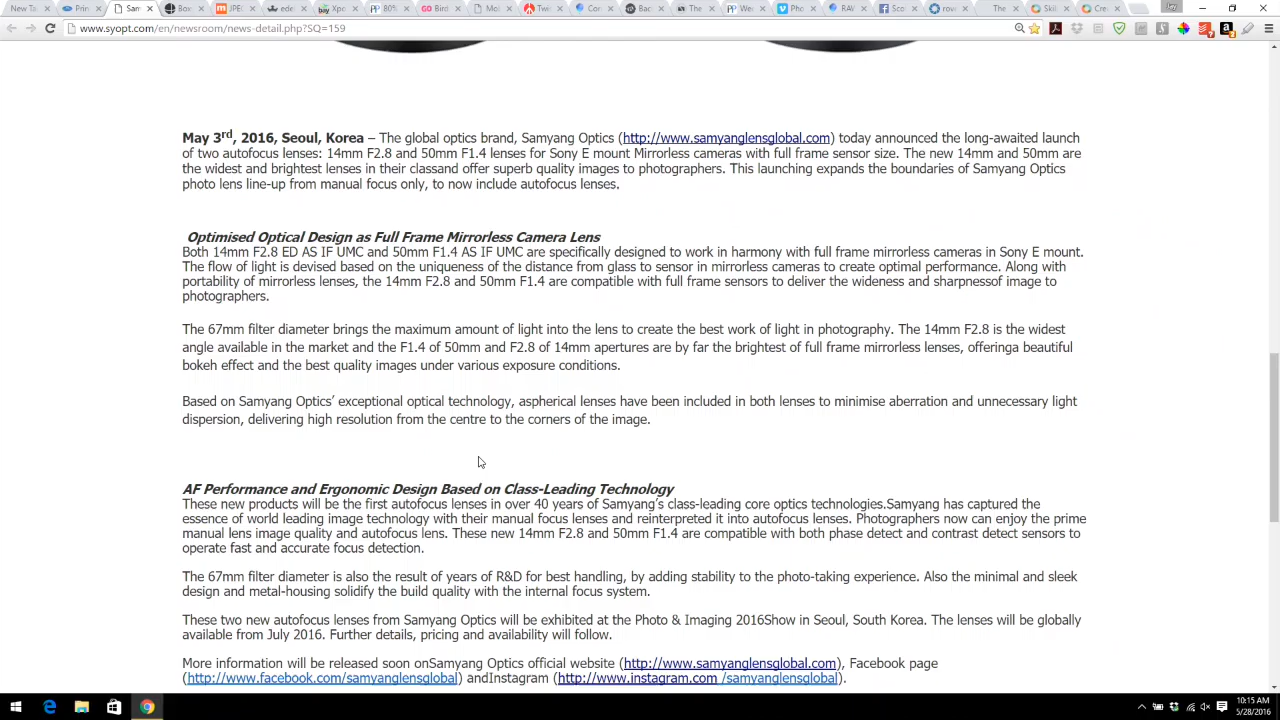 New Ta
Prin
Sam
Box
JPE
edel
Xpo
80%
Bird
Mol
Twe
Con
Bac
The
Wed
Pho
RAV
Scot
row
The
Skill
Cre
www.syopt.com/en/newsroom/news-detail.php?SQ=159
May 3rd, 2016, Seoul, Korea – The global optics brand, Samyang Optics (http://www.samyanglensglobal.com) today announced the long-awaited launch
of two autofocus lenses: 14mm F2.8 and 50mm F1.4 lenses for Sony E mount Mirrorless cameras with full frame sensor size. The new 14mm and 50mm are
the widest and brightest lenses in their classand offer superb quality images to photographers. This launching expands the boundaries of Samyang Optics
photo lens line-up from manual focus only, to now include autofocus lenses.
Optimised Optical Design as Full Frame Mirrorless Camera Lens
Both 14mm F2.8 ED AS IF UMC and 50mm F1.4 AS IF UMC are specifically designed to work in harmony with full frame mirrorless cameras in Sony E mount.
The flow of light is devised based on the uniqueness of the distance from glass to sensor in mirrorless cameras to create optimal performance. Along with
portability of mirrorless lenses, the 14mm F2.8 and 50mm F1.4 are compatible with full frame sensors to deliver the wideness and sharpnessof image to
photographers.
The 67mm filter diameter brings the maximum amount of light into the lens to create the best work of light in photography. The 14mm F2.8 is the widest
angle available in the market and the F1.4 of 50mm and F2.8 of 14mm apertures are by far the brightest of full frame mirrorless lenses, offeringa beautiful
bokeh effect and the best quality images under various exposure conditions.
Based on Samyang Optics' exceptional optical technology, aspherical lenses have been included in both lenses to minimise aberration and unnecessary light
dispersion, delivering high resolution from the centre to the corners of the image.
AF Performance and Ergonomic Design Based on Class-Leading Technology
These new products will be the first autofocus lenses in over 40 years of Samyang's class-leading core optics technologies.Samyang has captured the
essence of world leading image technology with their manual focus lenses and reinterpreted it into autofocus lenses. Photographers now can enjoy the prime
manual lens image quality and autofocus lens. These new 14mm F2.8 and 50mm F1.4 are compatible with both phase detect and contrast detect sensors to
operate fast and accurate focus detection.
The 67mm filter diameter is also the result of years of R&D for best handling, by adding stability to the photo-taking experience. Also the minimal and sleek
design and metal-housing solidify the build quality with the internal focus system.
These two new autofocus lenses from Samyang Optics will be exhibited at the Photo & Imaging 2016Show in Seoul, South Korea. The lenses will be globally
available from July 2016. Further details, pricing and availability will follow.
More information will be released soon onSamyang Optics official website (http://www.samyanglensglobal.com), Facebook page
(http://www.facebook.com/samyanglensglobal) andInstagram (http://www.instagram.com /samyanglensglobal).
10:15 AM
5/28/2016